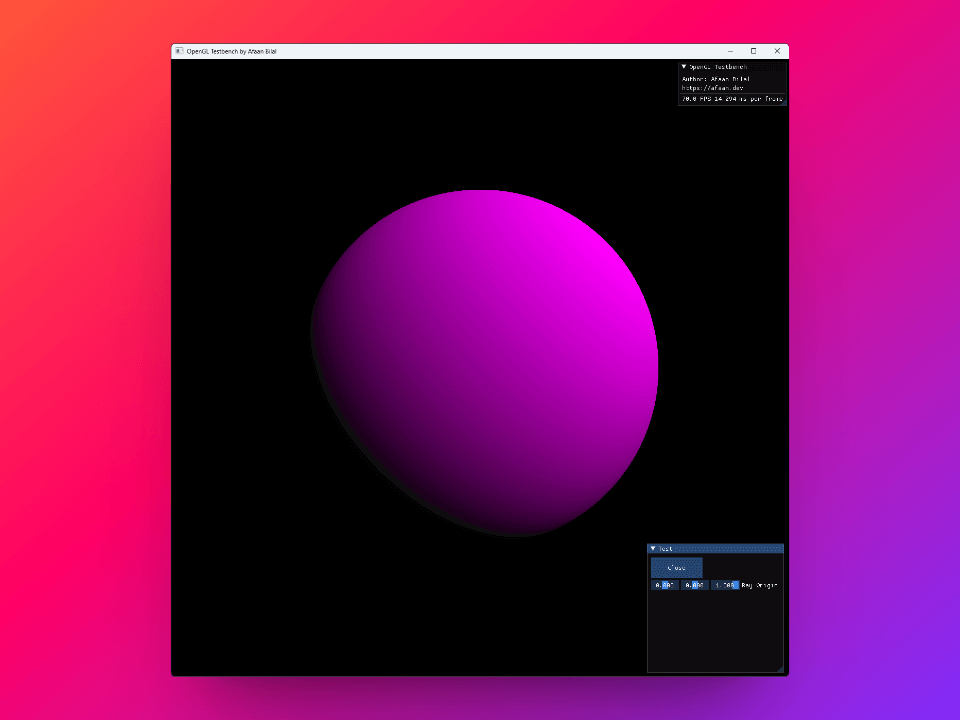 OpenGL Testbench by Afaan Bilal
OpenGL Testbench
Author: Afaan Bilal
https://afaan.dev
70.0 FPS 14.294 ms per frame
Test
Close
0.000 0.000 1.000 Ray Origin